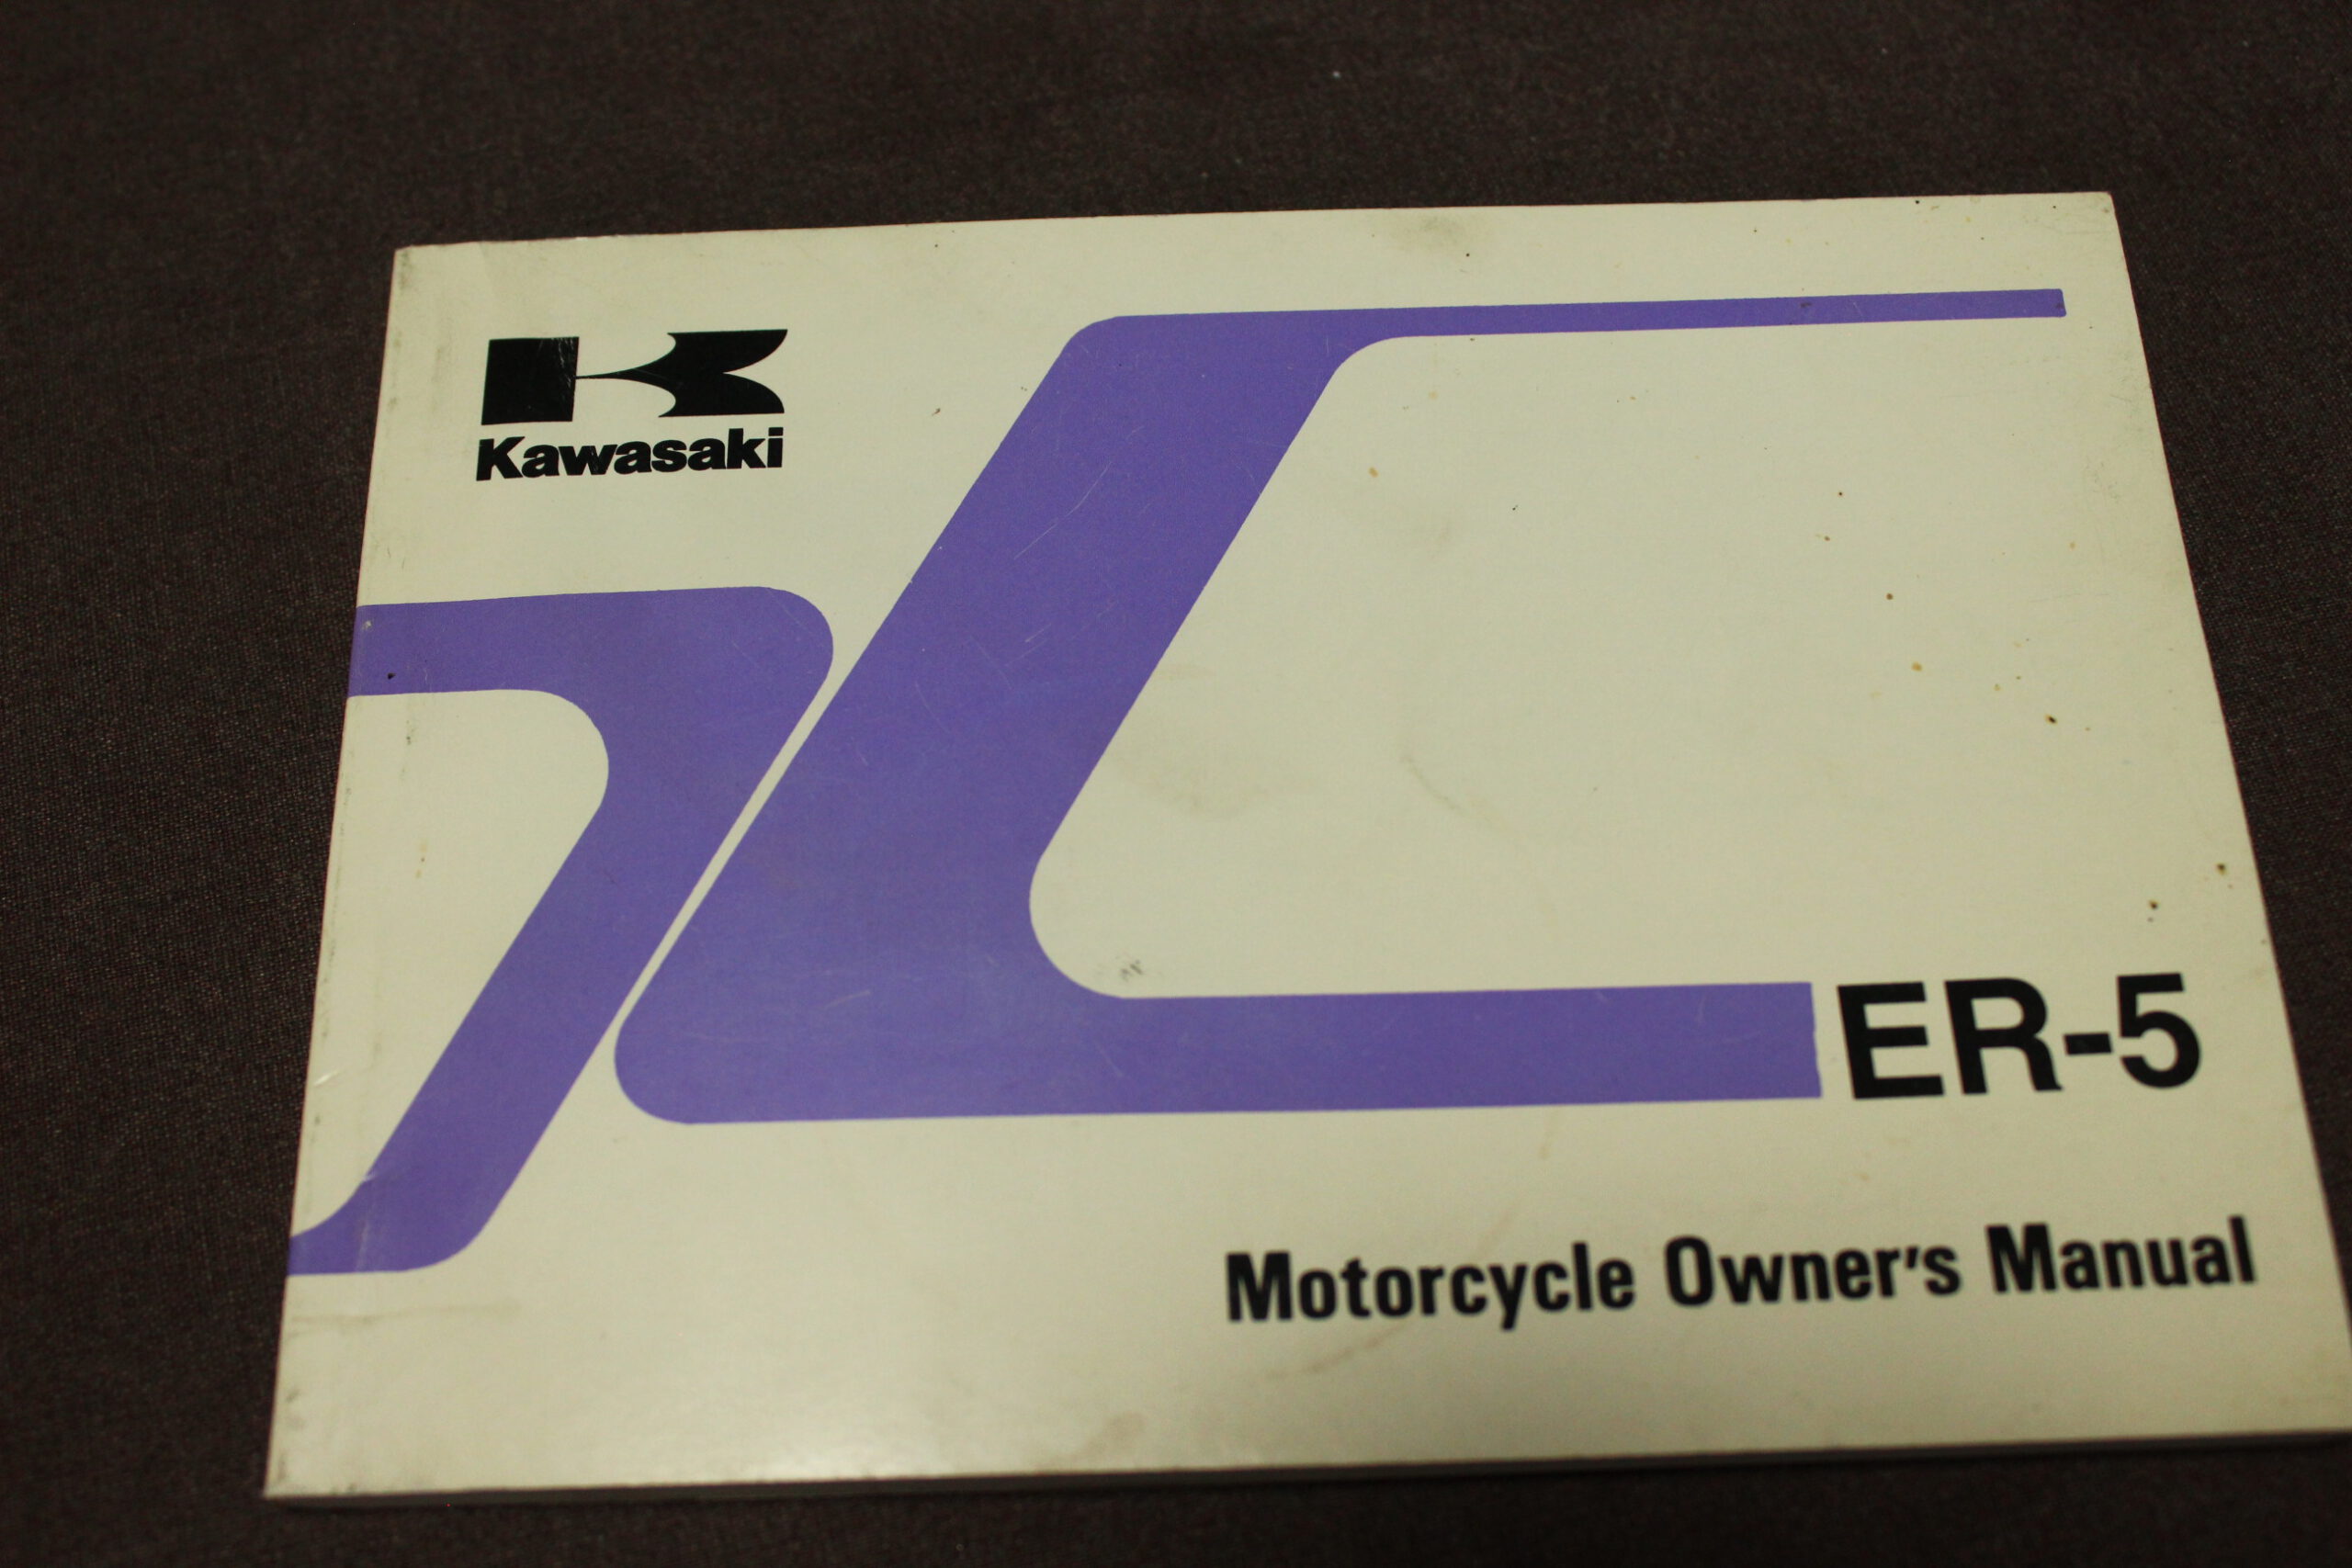 Kawasaki
ER-5
Motorcycle Owner's Manual